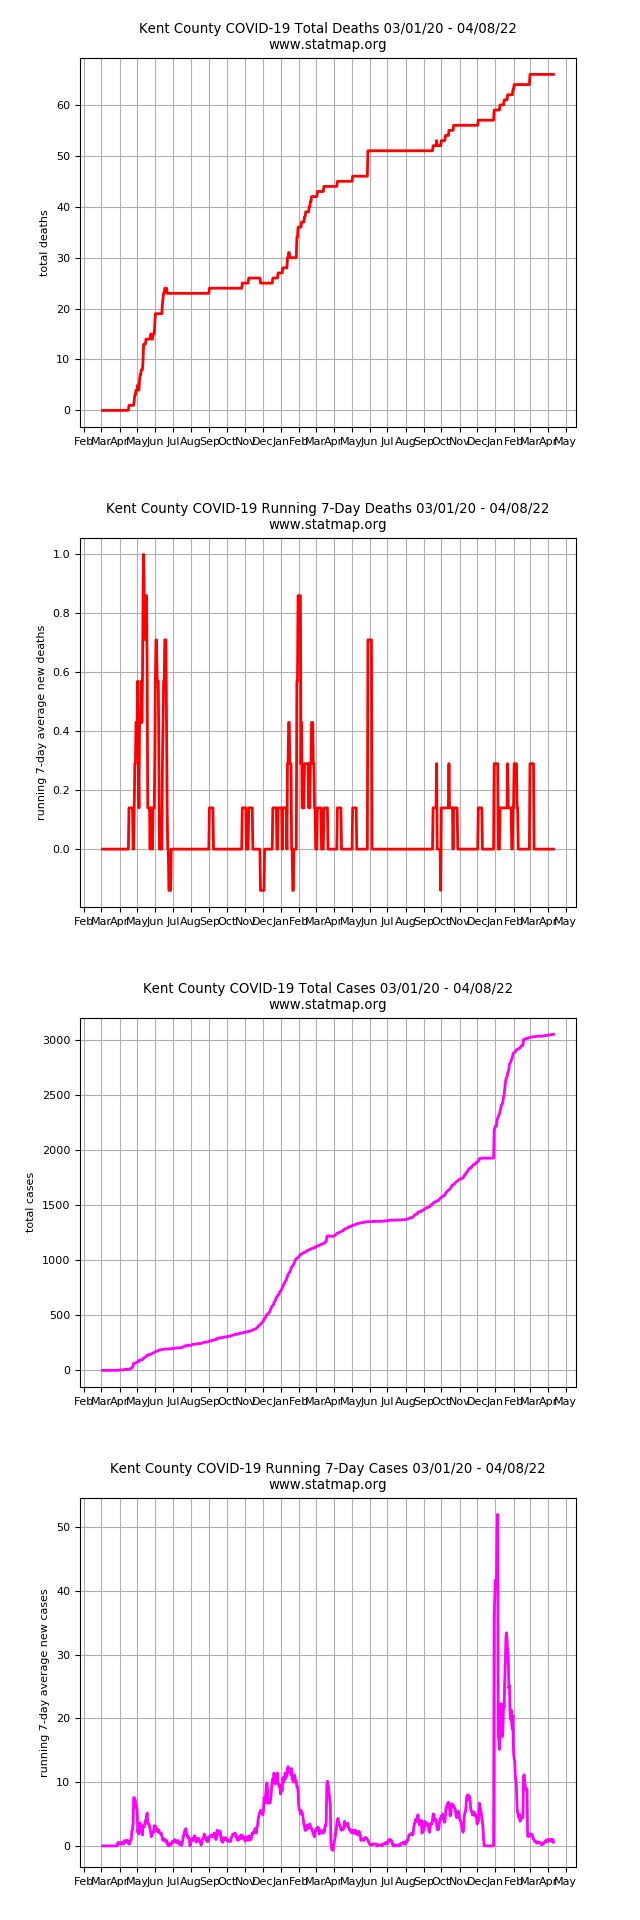 Kent County COVID-19 Total Deaths 03/01/20 - 04/08/22
www.statmap.org
total deaths
60
50
40
30
20
10
0
Feb Mar Apr May Jun Jul Aug Sep Oct Nov Dec Jan Feb Mar Apr May Jun Jul Aug Sep Oct Nov Dec Jan Feb Mar Apr May
Kent County COVID-19 Running 7-Day Deaths 03/01/20 - 04/08/22
www.statmap.org
running 7-day average new deaths
1.0
0.8
0.6
0.4
0.2
0.0
Feb Mar Apr May Jun Jul Aug Sep Oct Nov Dec Jan Feb Mar Apr May Jun Jul Aug Sep Oct Nov Dec Jan Feb Mar Apr May
Kent County COVID-19 Total Cases 03/01/20 - 04/08/22
www.statmap.org
total cases
3000
2500
2000
1500
1000
500
0
Feb Mar Apr May Jun Jul Aug Sep Oct Nov Dec Jan Feb Mar Apr May Jun Jul Aug Sep Oct Nov Dec Jan Feb Mar Apr May
Kent County COVID-19 Running 7-Day Cases 03/01/20 - 04/08/22
www.statmap.org
running 7-day average new cases
50
40
30
20
10
0
Feb Mar Apr May Jun Jul Aug Sep Oct Nov Dec Jan Feb Mar Apr May Jun Jul Aug Sep Oct Nov Dec Jan Feb Mar Apr May